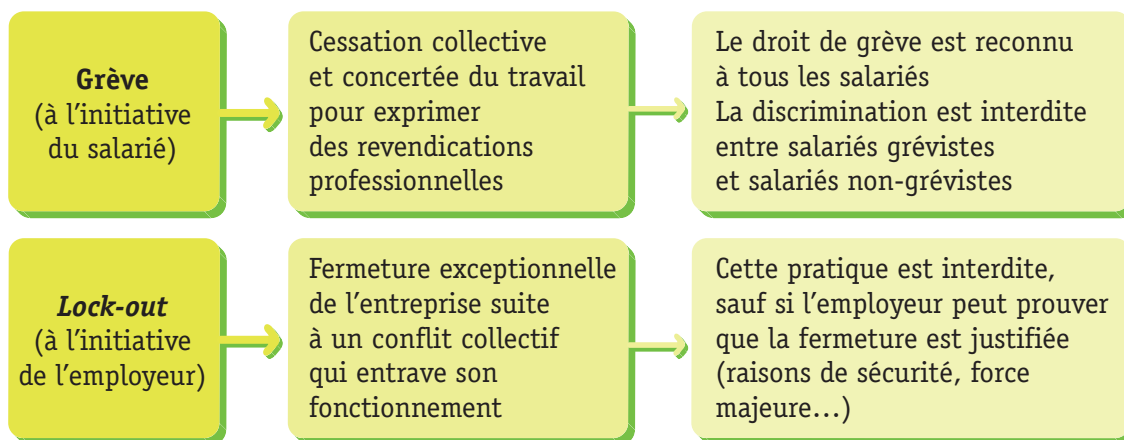 Grève
(à l'initiative
du salarié)
Cessation collective
et concertée du travail
pour exprimer
des revendications
professionnelles
Le droit de grève est reconnu
à tous les salariés
La discrimination est interdite
entre salariés grévistes
et salariés non-grévistes
Lock-out
(à l'initiative
de l'employeur)
Fermeture exceptionnelle
de l'entreprise suite
à un conflit collectif
qui entrave son
fonctionnement
Cette pratique est interdite,
sauf si l'employeur peut prouver
que la fermeture est justifiée
(raisons de sécurité, force
majeure…)